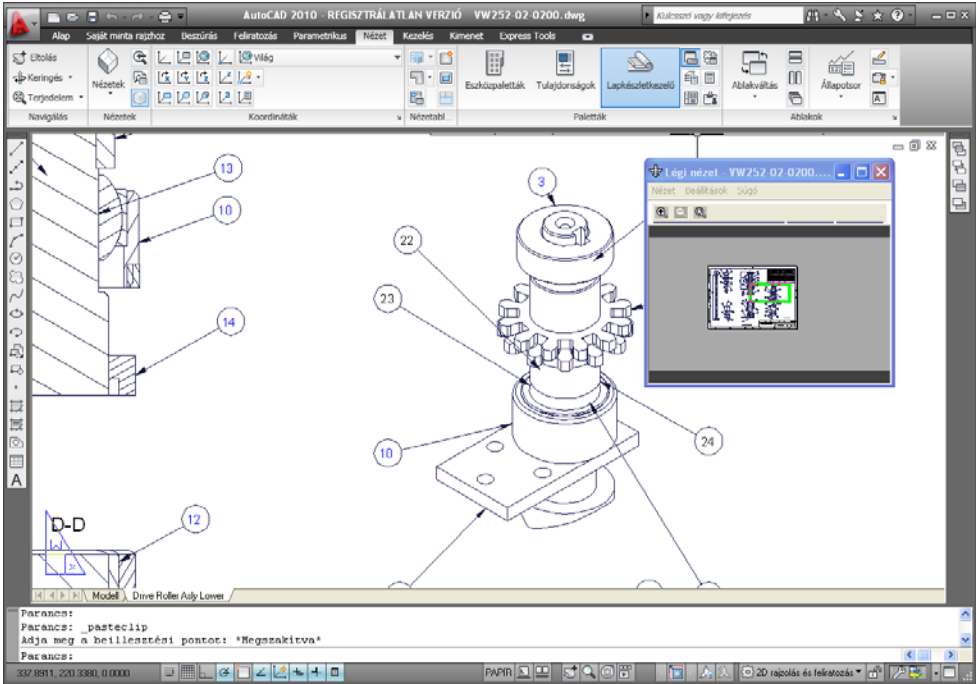 AutoCAD 2010 - REGISZTRÁLATLAN VERZIÓ VW252-02-0200.dwg
Kulcsszó vagy kifejezés
Alap Saját minta rajzhoz Beszúrás Feliratozás Parametrikus Nézet Kezelés Kimenet Express Tools
Eltolás
Keringés
Terjedelem
Nézetek
Világ
Eszközpaletták
Tulajdonságok
Lapkészletkezelő
Ablakváltás
Állapotsor
Navigálás Nézetek Koordináták Nézetabl... Paletták Ablakok
Légi nézet - VW252-02-0200....
Nézet Beállítások Súgó
13
10
14
12
D-D
3
22
23
10
24
Modell Drive Roller Asly Lower
Parancs:
Parancs: _pasteclip
Adja meg a beillesztési pontot: *Megszakítva*
Parancs:
337.8911, 220.3380, 0.0000
PAPÍR
2D rajzolás és feliratozás